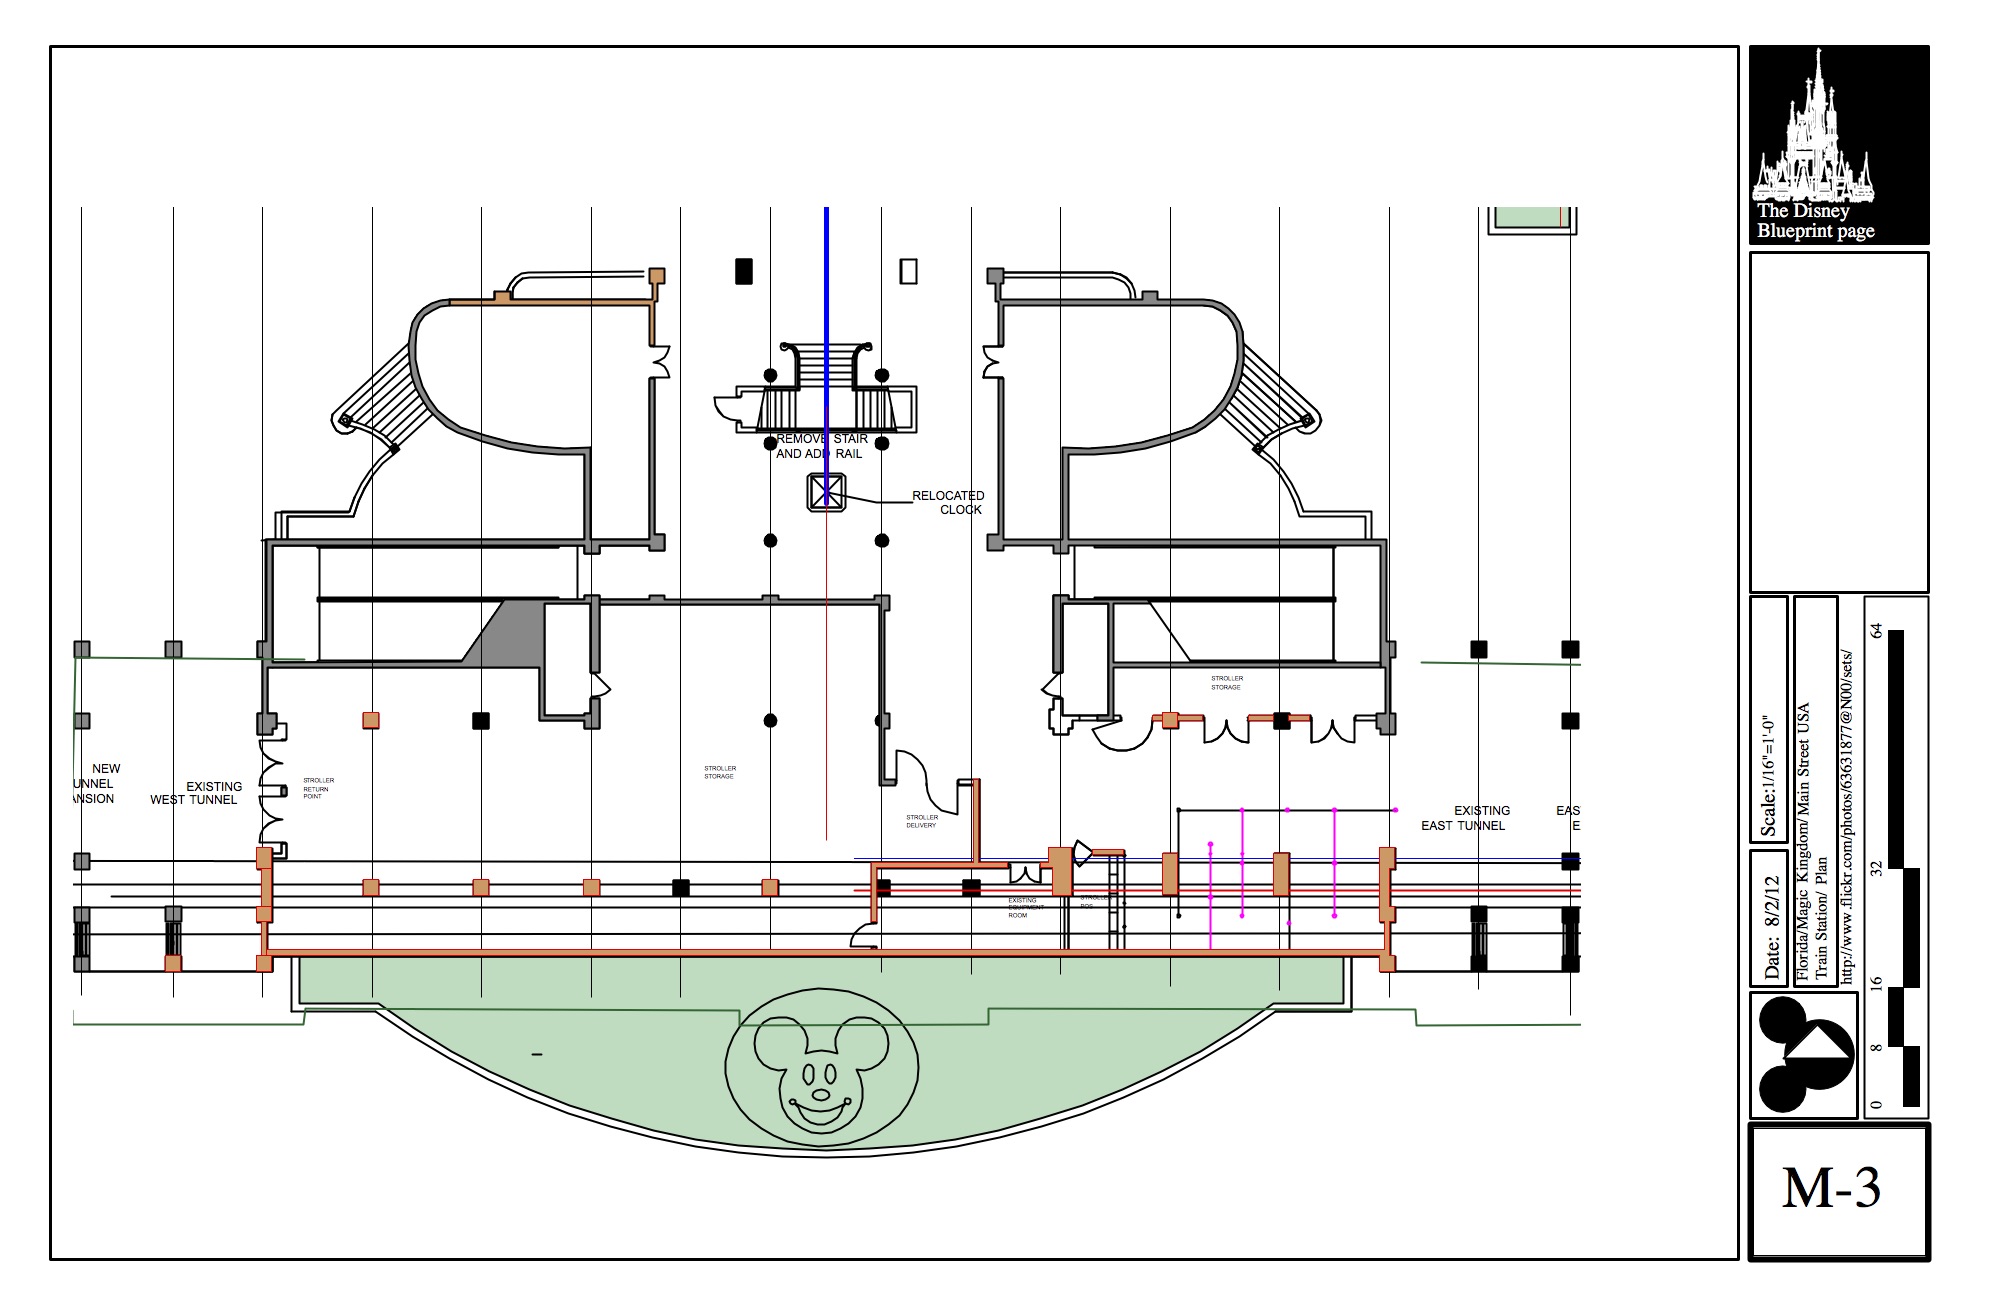 The Disney
Blueprint page
REMOVE STAIR
AND ADD RAIL
RELOCATED
CLOCK
STROLLER
STORAGE
NEW
UNNEL
ANSION
EXISTING
WEST TUNNEL
STROLLER
RETURN
POINT
STROLLER
STORAGE
STROLLER
DELIVERY
EXISTING
EAST TUNNEL
EAS
E
EXISTING
EQUIPMENT
ROOM
STROLLER
POS
Scale:1/16"=1'-0"
Date: 8/2/12
Florida/Magic Kingdom/Main Street USA
Train Station/ Plan
http://www.flickr.com/photos/63631877@N00/sets/
64
32
16
8
0
M-3